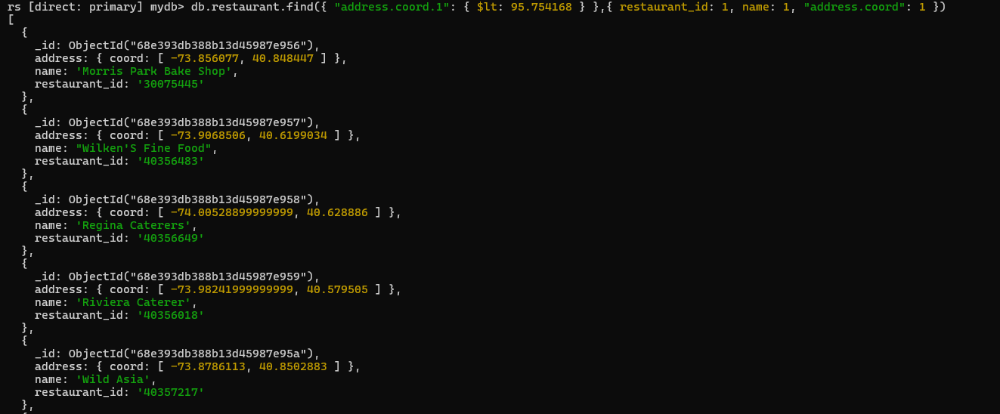 rs [direct: primary] mydb> db.restaurant.find({ "address.coord.1": { $lt: 95.754168 } },{ restaurant_id: 1, name: 1, "address.coord": 1 })
[
  {
    _id: ObjectId("68e393db388b13d45987e956"),
    address: { coord: [ -73.856077, 40.848447 ] },
    name: 'Morris Park Bake Shop',
    restaurant_id: '30075445'
  },
  {
    _id: ObjectId("68e393db388b13d45987e957"),
    address: { coord: [ -73.9068506, 40.6199034 ] },
    name: "Wilken'S Fine Food",
    restaurant_id: '40356483'
  },
  {
    _id: ObjectId("68e393db388b13d45987e958"),
    address: { coord: [ -74.00528899999999, 40.628886 ] },
    name: 'Regina Caterers',
    restaurant_id: '40356649'
  },
  {
    _id: ObjectId("68e393db388b13d45987e959"),
    address: { coord: [ -73.98241999999999, 40.579505 ] },
    name: 'Riviera Caterer',
    restaurant_id: '40356018'
  },
  {
    _id: ObjectId("68e393db388b13d45987e95a"),
    address: { coord: [ -73.8786113, 40.8502883 ] },
    name: 'Wild Asia',
    restaurant_id: '40357217'
  },